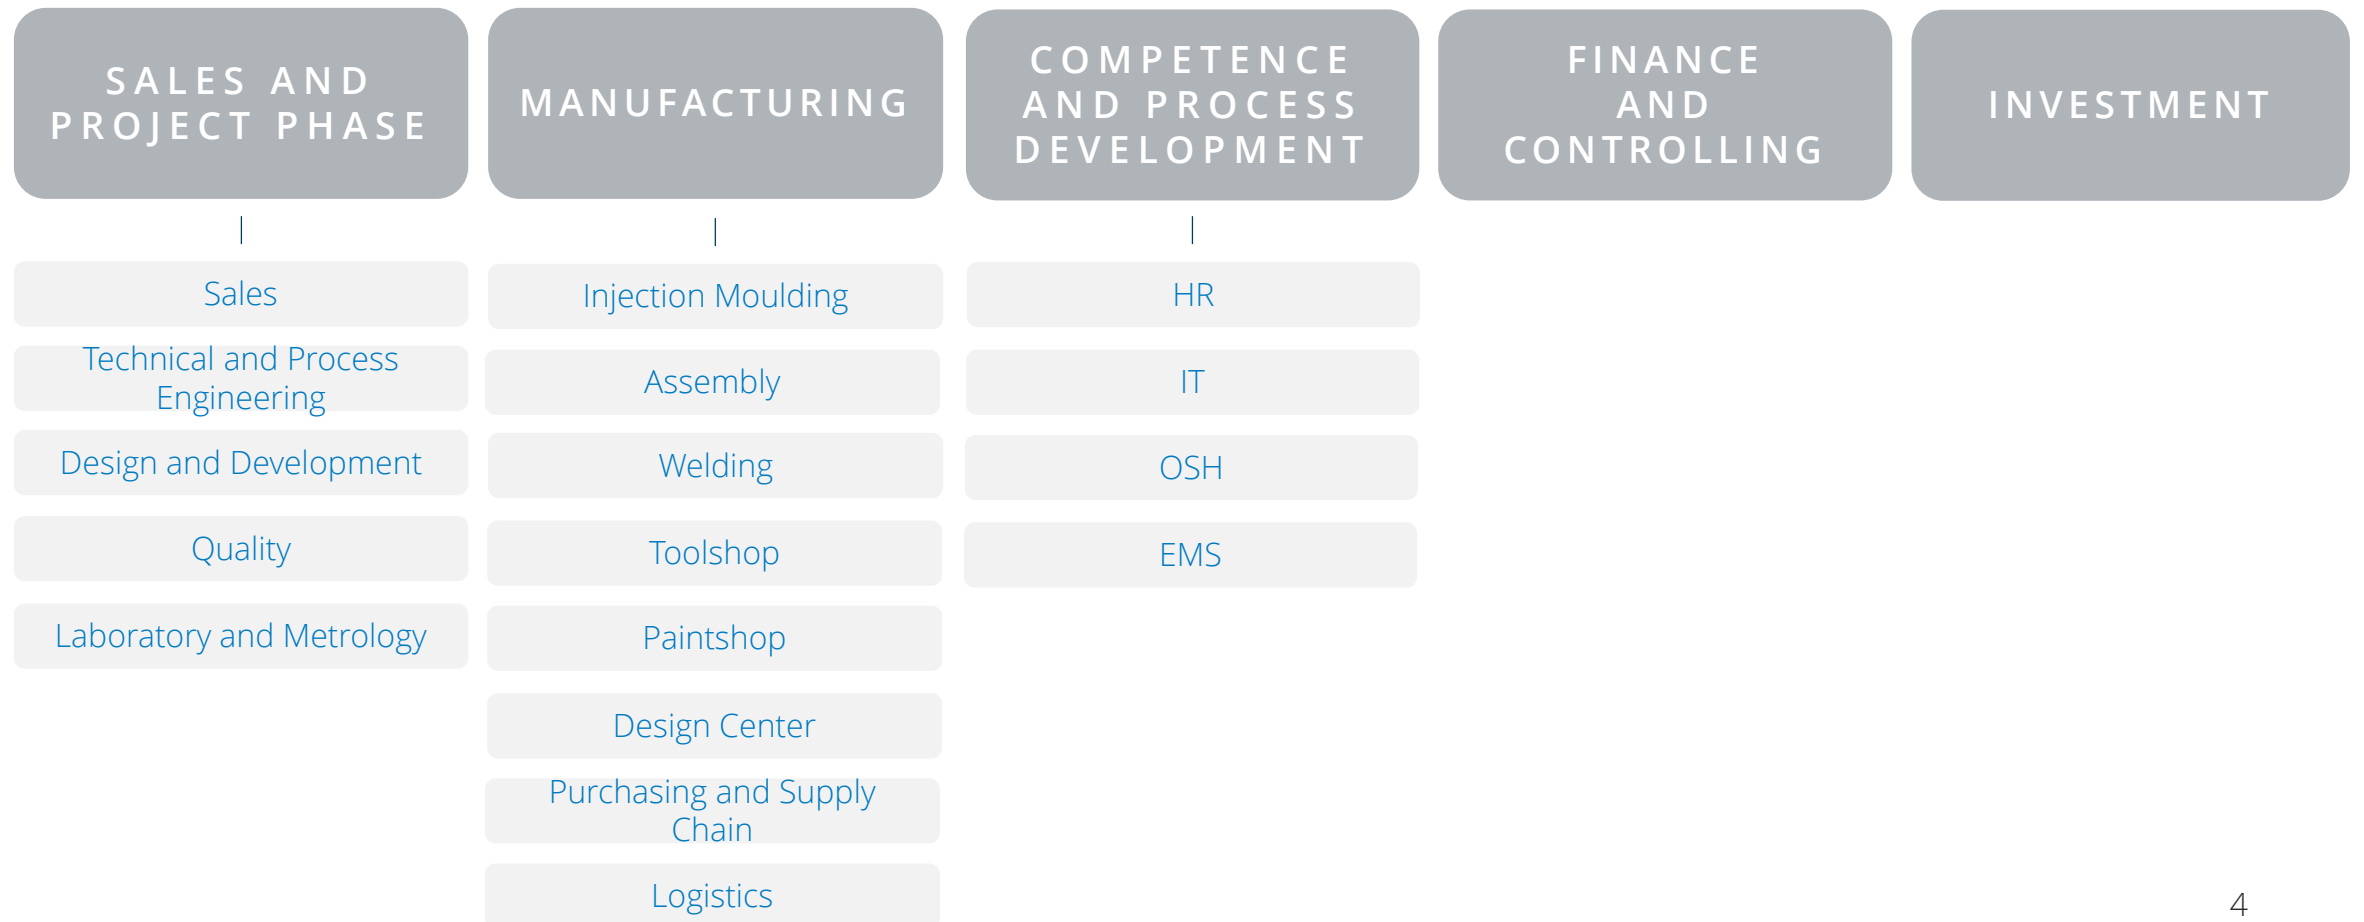 SALES AND
PROJECT PHASE
Sales
Technical and Process
Engineering
Design and Development
Quality
Laboratory and Metrology
MANUFACTURING
Injection Moulding
Assembly
Welding
Toolshop
Paintshop
Design Center
Purchasing and Supply
Chain
Logistics
COMPETENCE
AND PROCESS
DEVELOPMENT
HR
IT
OSH
EMS
FINANCE
AND
CONTROLLING
INVESTMENT
4